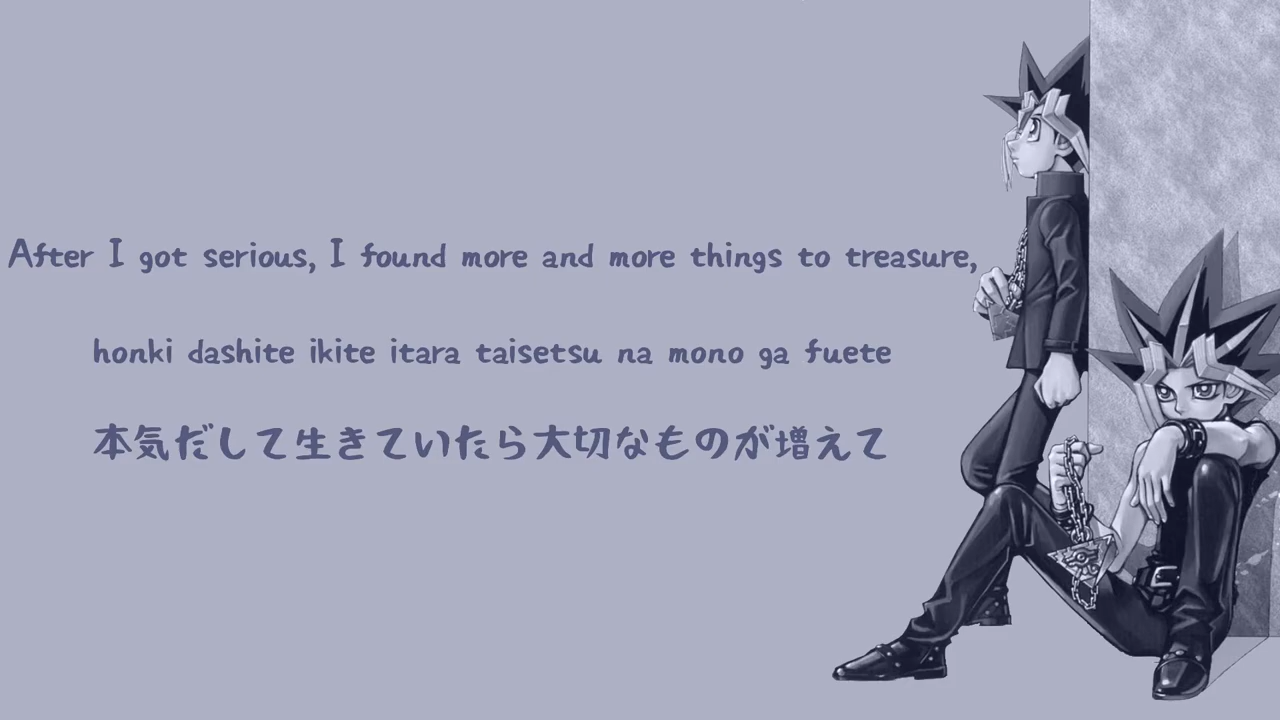 After I got serious, I found more and more things to treasure,
honki dashite ikite itara taisetsu na mono ga fuete
本気だして生きていたら大切なものが増えて